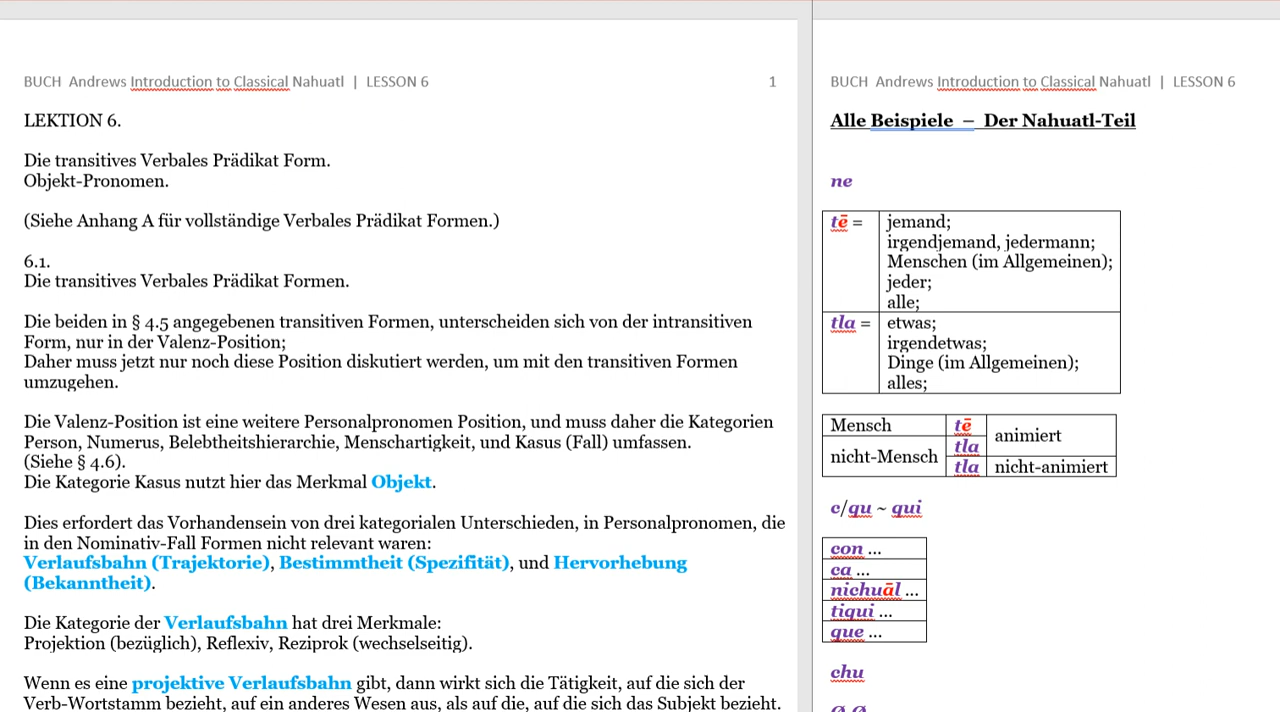 BUCH Andrews Introduction to Classical Nahuatl | LESSON 6 1
LEKTION 6.
Die transitives Verbales Prädikat Form.
Objekt-Pronomen.
(Siehe Anhang A für vollständige Verbales Prädikat Formen.)
6.1.
Die transitives Verbales Prädikat Formen.
Die beiden in § 4.5 angegebenen transitiven Formen, unterscheiden sich von der intransitiven
Form, nur in der Valenz-Position;
Daher muss jetzt nur noch diese Position diskutiert werden, um mit den transitiven Formen
umzugehen.
Die Valenz-Position ist eine weitere Personalpronomen Position, und muss daher die Kategorien
Person, Numerus, Belebtheitshierarchie, Menschartigkeit, und Kasus (Fall) umfassen.
(Siehe § 4.6).
Die Kategorie Kasus nutzt hier das Merkmal Objekt.
Dies erfordert das Vorhandensein von drei kategorialen Unterschieden, in Personalpronomen, die
in den Nominativ-Fall Formen nicht relevant waren:
Verlaufsbahn (Trajektorie), Bestimmtheit (Spezifität), und Hervorhebung
(Bekanntheit).
Die Kategorie der Verlaufsbahn hat drei Merkmale:
Projektion (bezüglich), Reflexiv, Reziprok (wechselseitig).
Wenn es eine projektive Verlaufsbahn gibt, dann wirkt sich die Tätigkeit, auf die sich der
Verb-Wortstamm bezieht, auf ein anderes Wesen aus, als auf die, auf die sich das Subjekt bezieht.
BUCH Andrews Introduction to Classical Nahuatl | LESSON 6
Alle Beispiele – Der Nahuatl-Teil
ne
tē = jemand;
irgendjemand, jedermann;
Menschen (im Allgemeinen);
jeder;
alle;
tla = etwas;
irgendetwas;
Dinge (im Allgemeinen);
alles;
Mensch tē animiert
nicht-Mensch tla
tla nicht-animiert
c/qu ~ qui
con ...
ca ...
nichuāl ...
tiqui ...
que ...
chu
Ø Ø